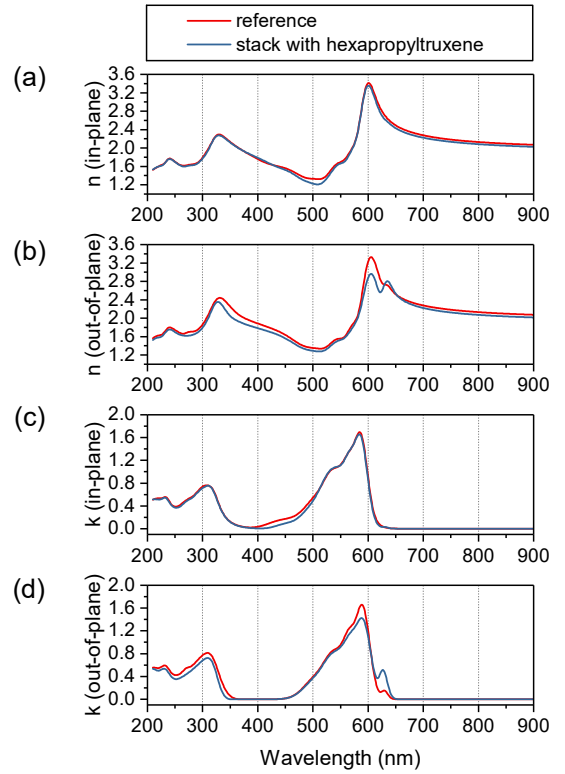 reference
stack with hexapropyltruxene
(a)
n (in-plane)
3.6
3.2
2.8
2.4
2.0
1.6
1.2
200 300 400 500 600 700 800 900
(b)
n (out-of-plane)
3.6
3.2
2.8
2.4
2.0
1.6
1.2
200 300 400 500 600 700 800 900
(c)
k (in-plane)
2.0
1.6
1.2
0.8
0.4
0.0
200 300 400 500 600 700 800 900
(d)
k (out-of-plane)
2.0
1.6
1.2
0.8
0.4
0.0
200 300 400 500 600 700 800 900
Wavelength (nm)